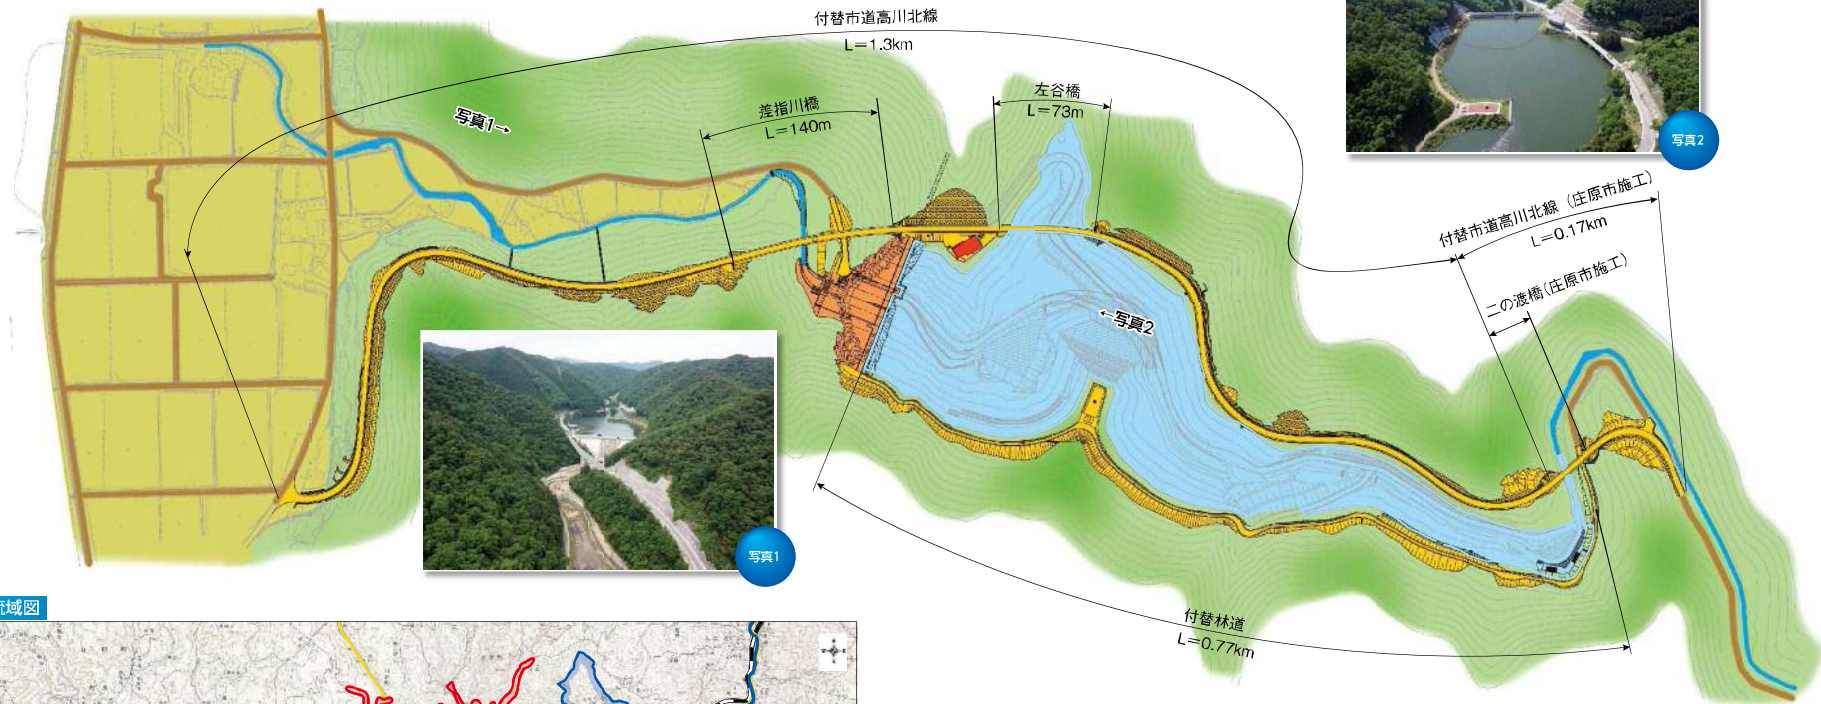 付替市道高川北線
L=1.3km
差指川橋
L=140m
左谷橋
L=73m
写真1→
写真2
付替市道高川北線（庄原市施工）
L=0.17km
二の渡橋（庄原市施工）
←写真2
写真1
付替林道
L=0.77km
流域図